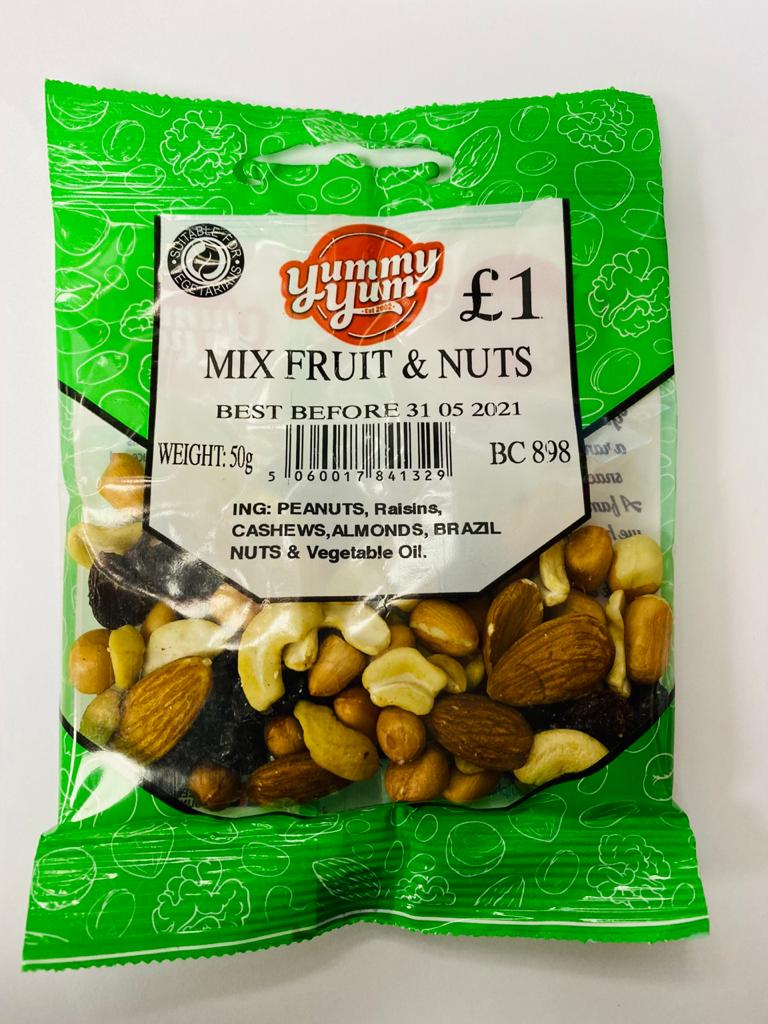 SUITABLE FOR
VEGETARIANS
Yummy
Yum
Est 2002
£1
MIX FRUIT & NUTS
BEST BEFORE 31 05 2021
WEIGHT: 50g
BC 898
5 060017 841329
ING: PEANUTS, Raisins,
CASHEWS,ALMONDS, BRAZIL
NUTS & Vegetable Oil.